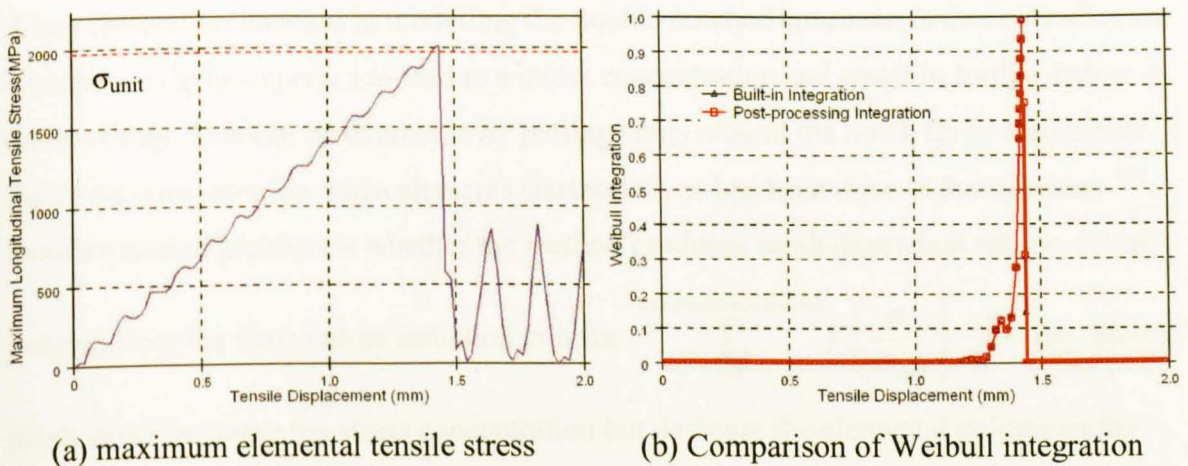 Maximum Longitudinal Tensile Stress(MPa)
2000
1500
1000
500
0
σunit
0
0.5
1.0
1.5
2.0
Tensile Displacement (mm)
(a) maximum elemental tensile stress
Weibull Integration
1.0
0.9
0.8
0.7
0.6
0.5
0.4
0.3
0.2
0.1
0
Built-in Integration
Post-processing Integration
0
0.5
1.0
1.5
2.0
Tensile Displacement (mm)
(b) Comparison of Weibull integration